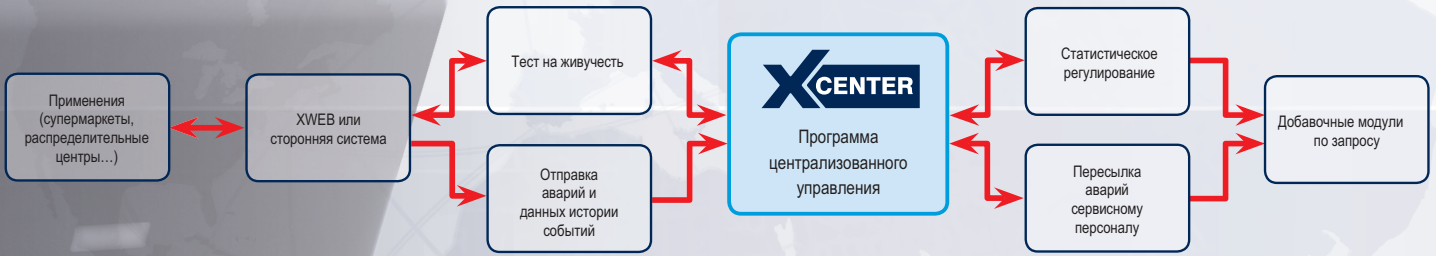 Применения
(супермаркеты,
распределительные
центры…)
XWEB или
сторонняя система
Тест на живучесть
Отправка
аварий и
данных истории
событий
XCENTER
Программа
централизованного
управления
Статистическое
регулирование
Пересылка
аварий
сервисному
персоналу
Добавочные модули
по запросу